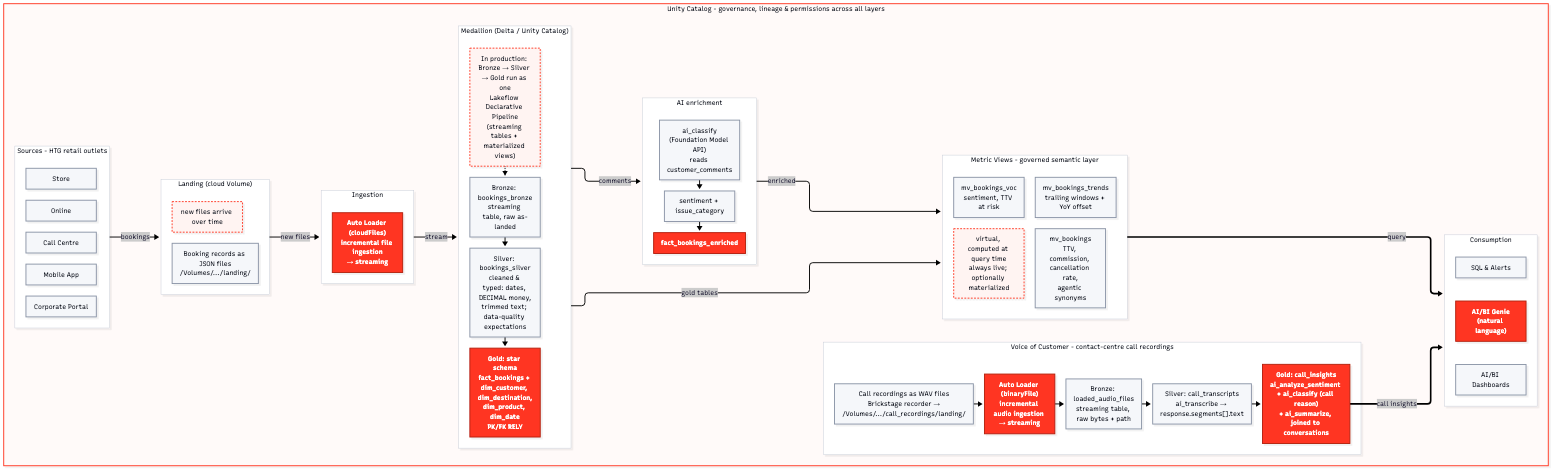 Unity Catalog - governance, lineage & permissions across all layers
Sources - HTG retail outlets
Store
Online
Call Centre
Mobile App
Corporate Portal
bookings
Landing (cloud Volume)
new files arrive
over time
Booking records as
JSON files
/Volumes/.../landing/
new files
Ingestion
Auto Loader
(cloudFiles)
incremental file
ingestion
→ streaming
stream
Medallion (Delta / Unity Catalog)
In production:
Bronze → Silver
→ Gold run as
one
Lakeflow
Declarative
Pipeline
(streaming
tables +
materialized
views)
Bronze:
bookings_bronze
streaming
table, raw as-
landed
Silver:
bookings_silver
cleaned &
typed: dates,
DECIMAL money,
trimmed text;
data-quality
expectations
Gold: star
schema
fact_bookings +
dim_customer,
dim_destination,
dim_product,
dim_date
PK/FK RELY
comments
gold tables
AI enrichment
ai_classify
(Foundation Model
API)
reads
customer_comments
sentiment +
issue_category
fact_bookings_enriched
enriched
Metric Views - governed semantic layer
mv_bookings_voc
sentiment, TTV
at risk
mv_bookings_trends
trailing windows +
YoY offset
virtual,
computed at
query time
always live;
optionally
materialized
mv_bookings
TTV,
commission,
cancellation
rate,
agentic
synonyms
query
Voice of Customer - contact-centre call recordings
Call recordings as WAV files
Brickstage recorder →
/Volumes/.../call_recordings/landing/
Auto Loader
(binaryFile)
incremental
audio ingestion
→ streaming
Bronze:
loaded_audio_files
streaming table,
raw bytes + path
Silver: call_transcripts
ai_transcribe →
response.segments[].text
Gold: call_insights
ai_analyze_sentiment
+ ai_classify (call
reason)
+ ai_summarize,
joined to
conversations
call insights
Consumption
SQL & Alerts
AI/BI Genie
(natural
language)
AI/BI
Dashboards